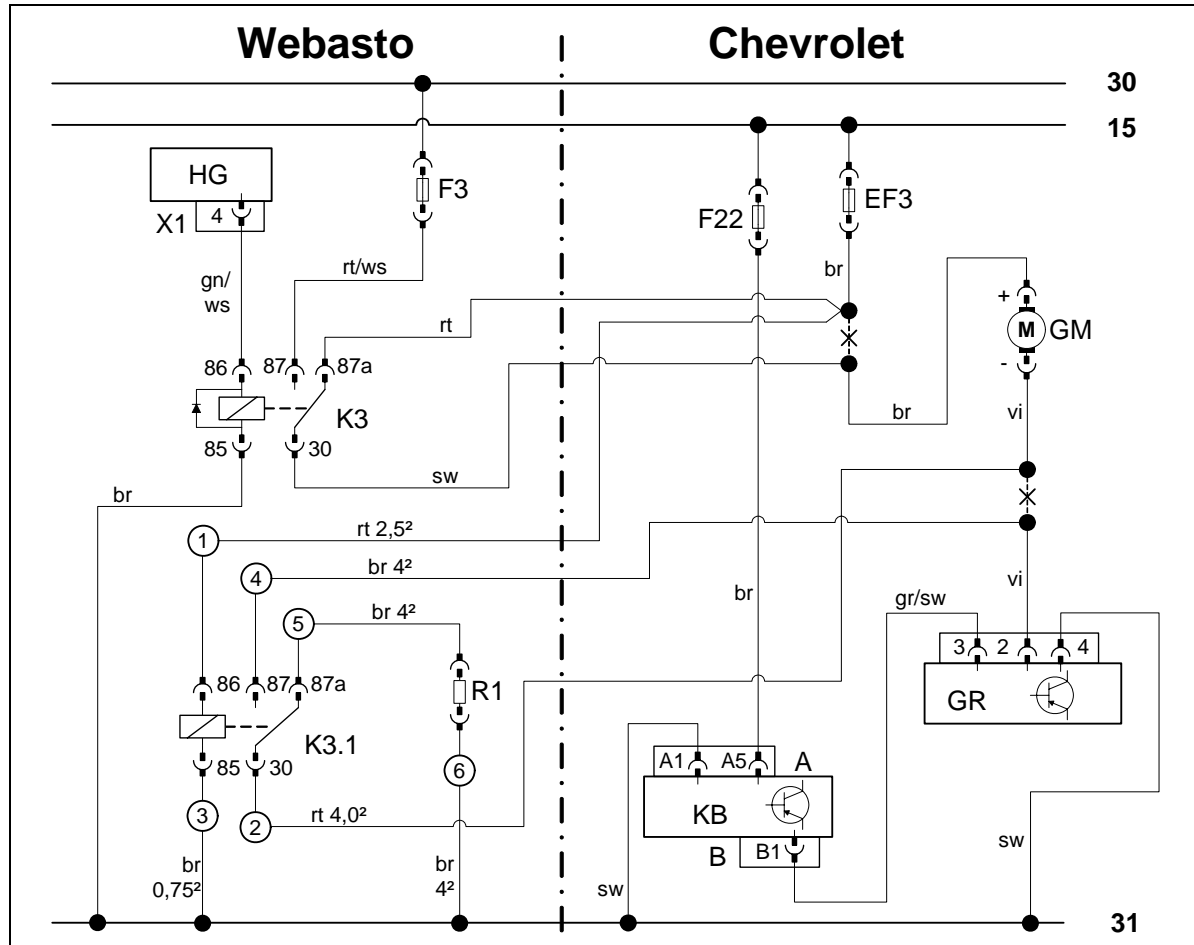 Webasto
Chevrolet
30
15
HG
X1
4
F3
F22
EF3
gn/
ws
rt/ws
br
rt
+
M
GM
-
86
87
87a
K3
85
30
br
vi
sw
br
1
rt 2,5²
4
br 4²
br
vi
gr/sw
5
br 4²
3
2
4
GR
86
87
87a
R1
K3.1
85
30
6
A1
A5
A
KB
3
2
rt 4,0²
B
B1
br
0,75²
br
4²
sw
sw
31